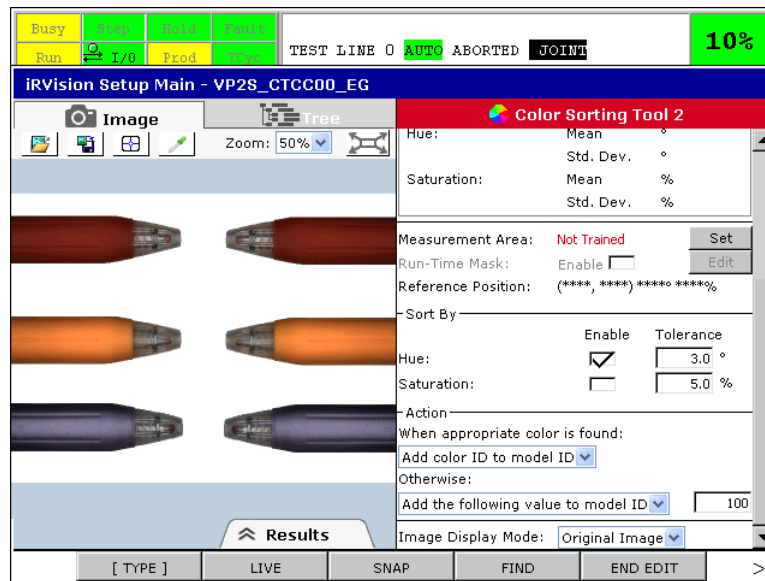 Busy Step Hold Fault
Run I/O Prod TCyc
TEST LINE 0 AUTO ABORTED JOINT
10%
iRVision Setup Main - VP2S_CTCC00_EG
Image
Tree
Color Sorting Tool 2
Zoom: 50%
Hue: Mean °
Std. Dev. °
Saturation: Mean %
Std. Dev. %
Measurement Area: Not Trained Set
Run-Time Mask: Enable Edit
Reference Position: (****, ****) ****° ****%
Sort By
Enable Tolerance
Hue: 3.0 °
Saturation: 5.0 %
Action
When appropriate color is found:
Add color ID to model ID
Otherwise:
Add the following value to model ID 100
Results
Image Display Mode: Original Image
[ TYPE ] LIVE SNAP FIND END EDIT >